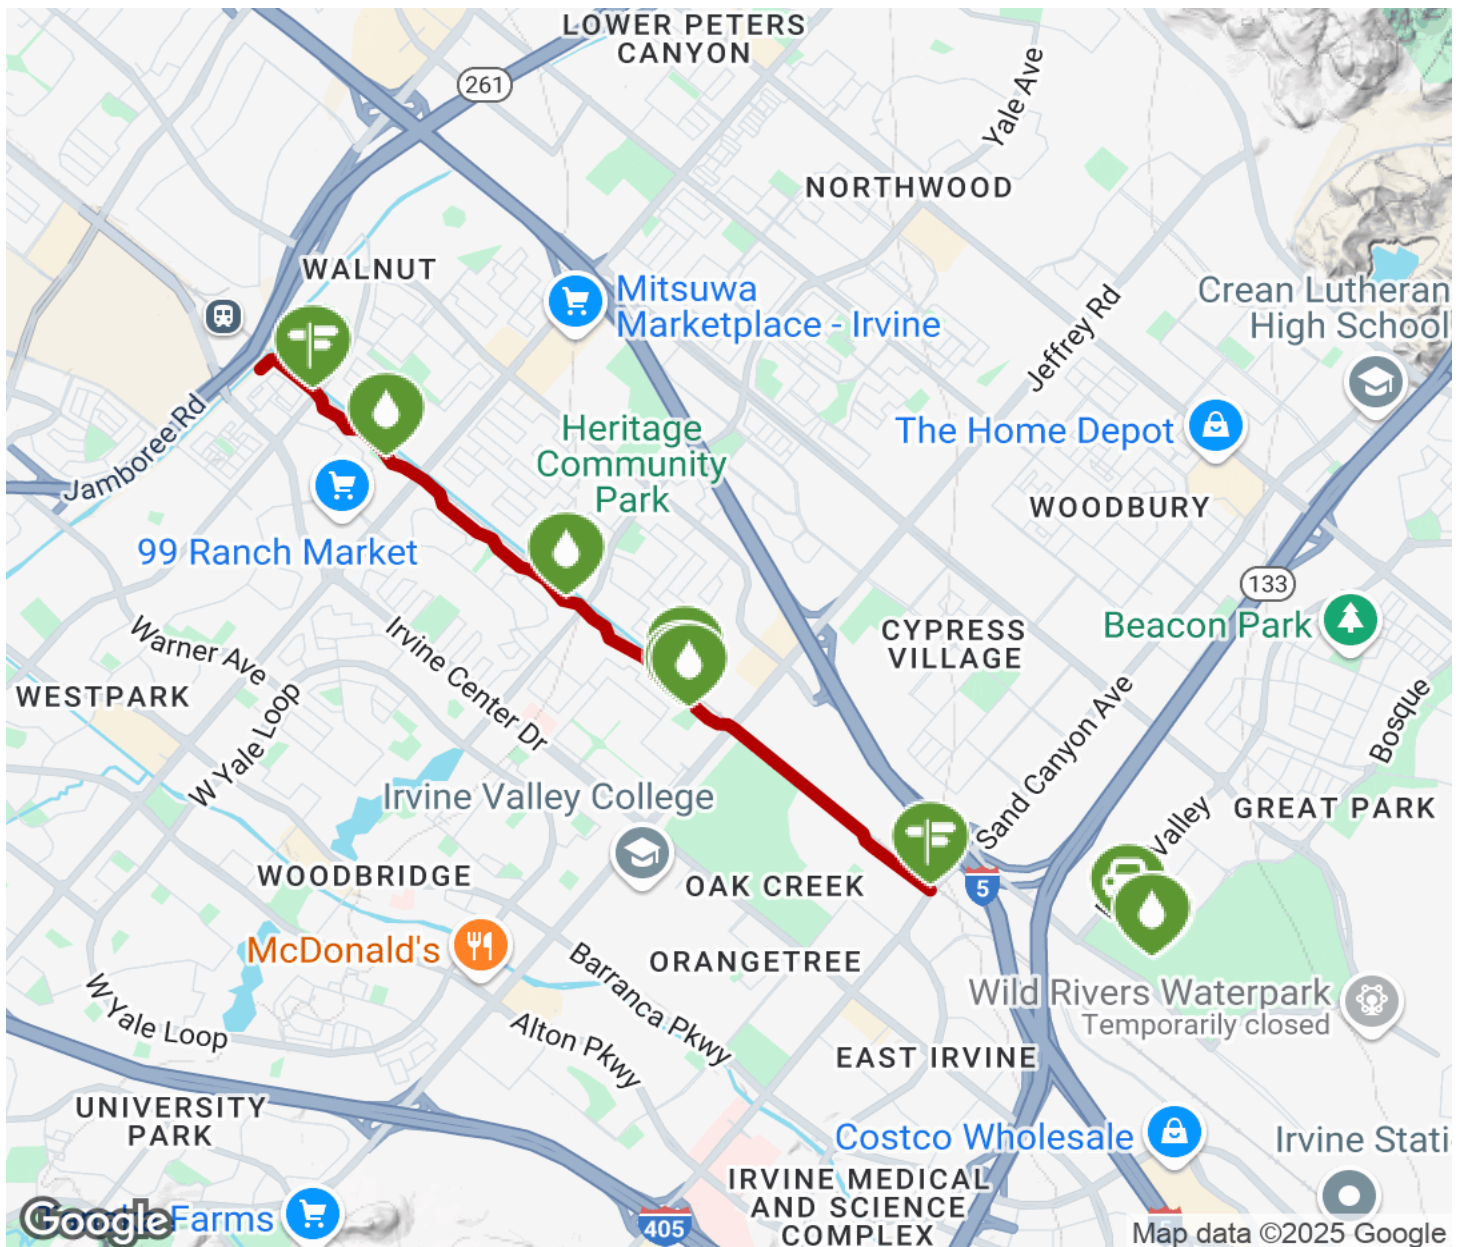 LOWER PETERS
CANYON
261
Yale Ave
NORTHWOOD
WALNUT
Mitsuwa
Marketplace - Irvine
Crean Lutheran
High School
Jeffrey Rd
Jamboree Rd
Heritage
Community
Park
The Home Depot
WOODBURY
99 Ranch Market
133
Beacon Park
CYPRESS
VILLAGE
Warner Ave
Irvine Center Dr
WESTPARK
W Yale Loop
Sand Canyon Ave
Bosque
Irvine Valley College
Valley
GREAT PARK
WOODBRIDGE
OAK CREEK
5
McDonald's
ORANGETREE
Barranca Pkwy
Wild Rivers Waterpark
Temporarily closed
W Yale Loop
Alton Pkwy
EAST IRVINE
UNIVERSITY
PARK
Costco Wholesale
Irvine Stati
IRVINE MEDICAL
AND SCIENCE
COMPLEX
Google
Farms
405
5
Map data ©2025 Google